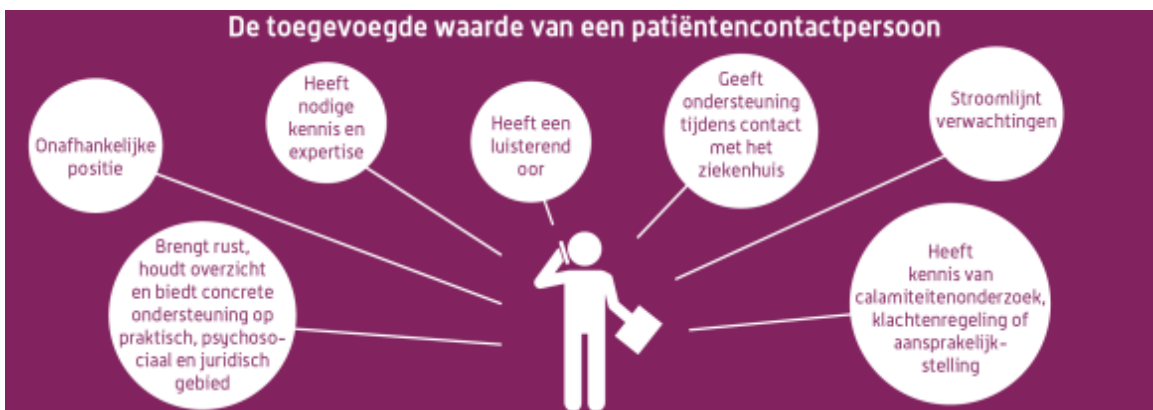 De toegevoegde waarde van een patiëntencontactpersoon
Onafhankelijke
positie
Heeft
nodige
kennis en
expertise
Heeft een
luisterend
oor
Geeft
ondersteuning
tijdens contact
met het
ziekenhuis
Stroomlijnt
verwachtingen
Brengt rust,
houdt overzicht
en biedt concrete
ondersteuning op
praktisch, psychoso-
ciaal en juridisch
gebied
Heeft
kennis van
calamiteitenonderzoek,
klachtenregeling of
aansprakelijk-
stelling